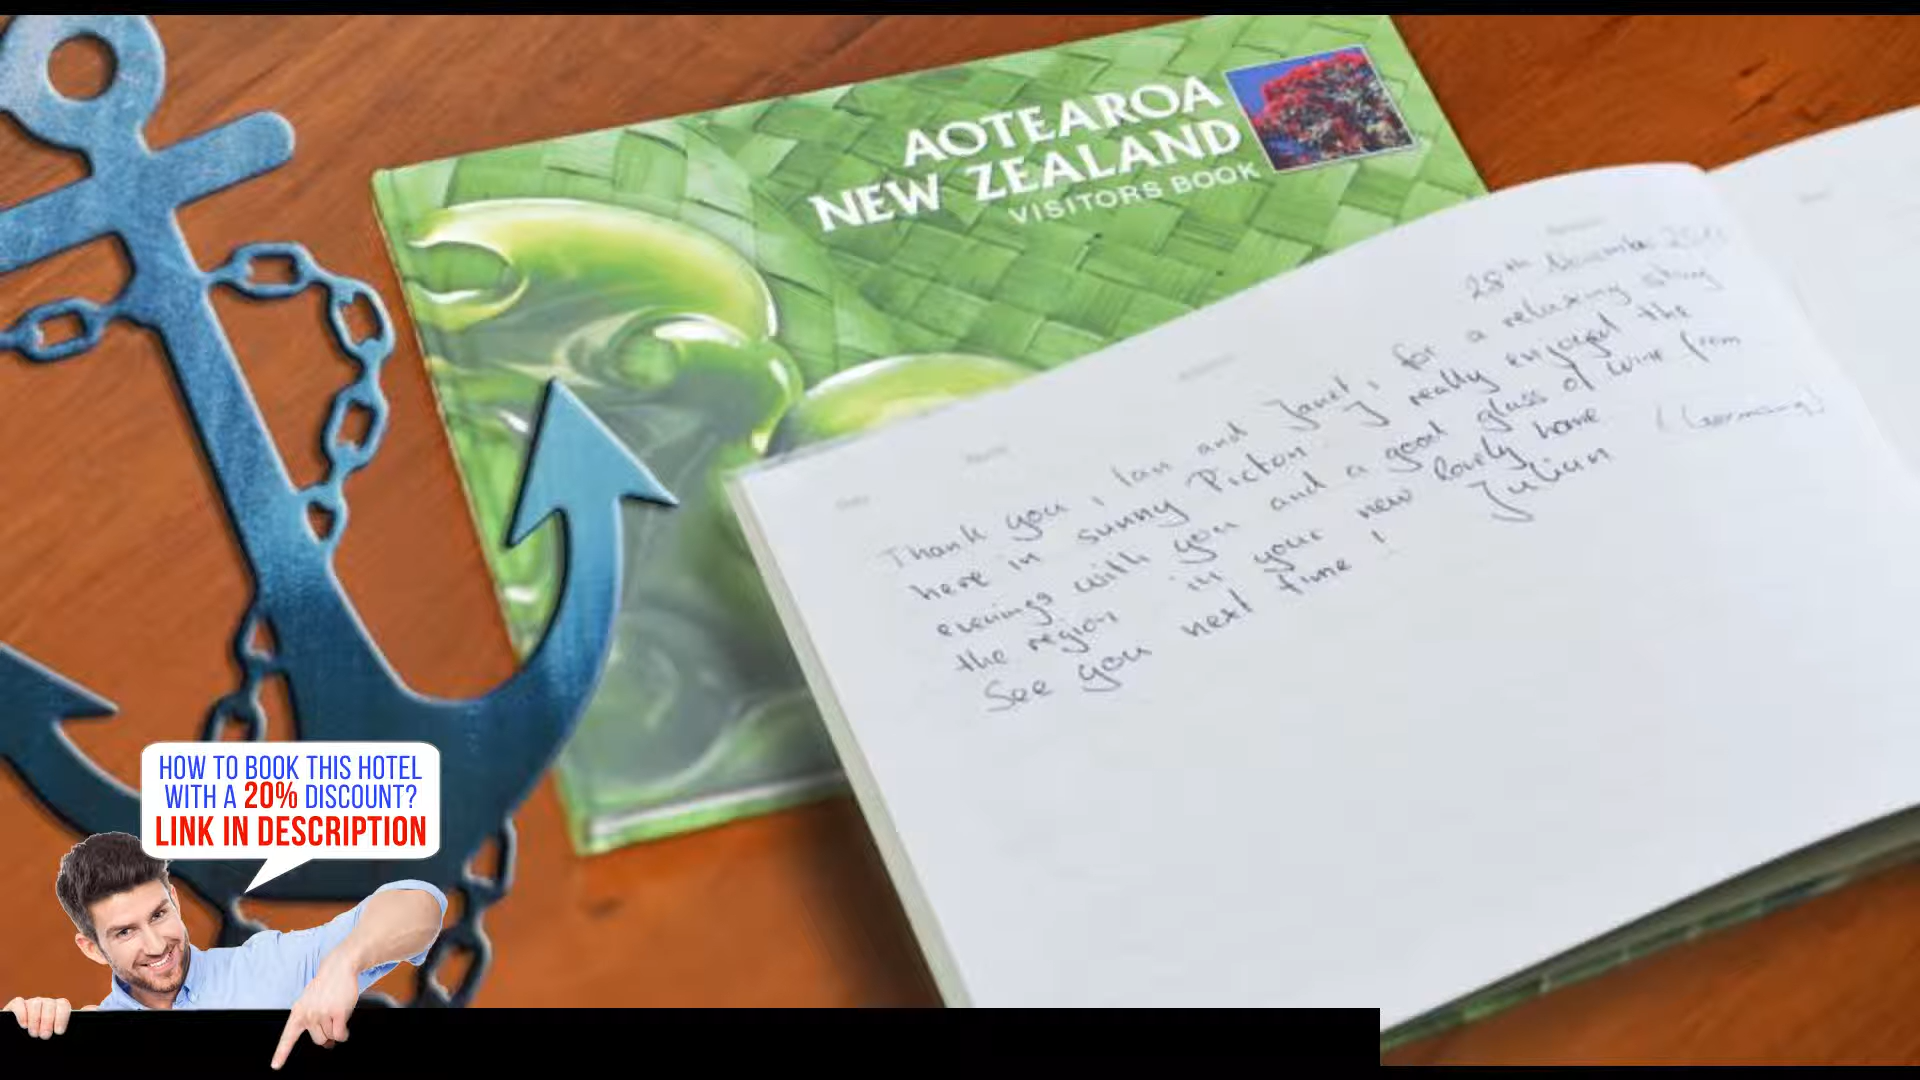 AOTEAROA
NEW ZEALAND
VISITORS BOOK
28th November
Thank you, Ian and Janet, for a relaxing stay
here in sunny Picton. I really enjoyed the
evenings with you and a good glass of wine from
the region in your new lovely home
See you next time!
Julian (Germany)
HOW TO BOOK THIS HOTEL
WITH A 20% DISCOUNT?
LINK IN DESCRIPTION